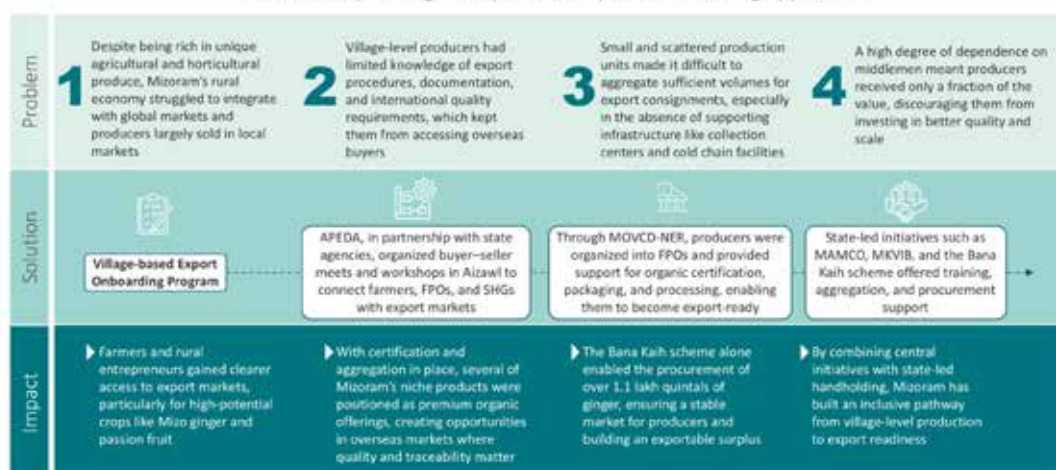 Problem
1
Despite being rich in unique
agricultural and horticultural
produce, Mizoram's rural
economy struggled to integrate
with global markets and
producers largely sold in local
markets
2
Village-level producers had
limited knowledge of export
procedures, documentation,
and international quality
requirements, which kept
them from accessing overseas
buyers
3
Small and scattered production
units made it difficult to
aggregate sufficient volumes for
export consignments, especially
in the absence of supporting
infrastructure like collection
centers and cold chain facilities
4
A high degree of dependence on
middlemen meant producers
received only a fraction of the
value, discouraging them from
investing in better quality and
scale
Solution
Village-based Export
Onboarding Program
APEDA, in partnership with state
agencies, organized buyer–seller
meets and workshops in Aizawl to
connect farmers, FPOs, and SHGs
with export markets
Through MOVCD-NER, producers were
organized into FPOs and provided
support for organic certification,
packaging, and processing, enabling
them to become export-ready
State-led initiatives such as
MAMCO, MKVIB, and the Bana
Kaih scheme offered training,
aggregation, and procurement
support
Impact
Farmers and rural
entrepreneurs gained clearer
access to export markets,
particularly for high-potential
crops like Mizo ginger and
passion fruit
With certification and
aggregation in place, several of
Mizoram's niche products were
positioned as premium organic
offerings, creating opportunities
in overseas markets where
quality and traceability matter
The Bana Kaih scheme alone
enabled the procurement of
over 1.1 lakh quintals of
ginger, ensuring a stable
market for producers and
building an exportable surplus
By combining central
initiatives with state-led
handholding, Mizoram has
built an inclusive pathway
from village-level production
to export readiness